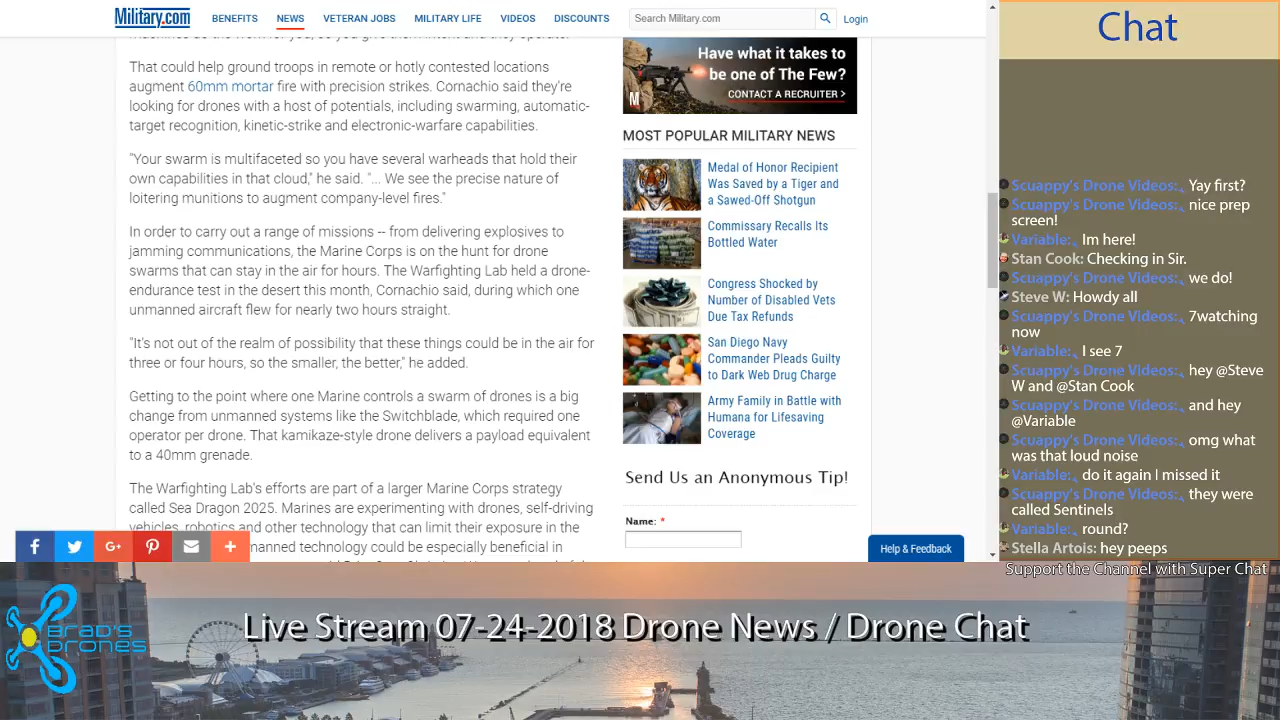 Military.com
BENEFITS
NEWS
VETERAN JOBS
MILITARY LIFE
VIDEOS
DISCOUNTS
Search Military.com
Login
machines do the work for you, so you give them intent and they operate.
That could help ground troops in remote or hotly contested locations
augment 60mm mortar fire with precision strikes. Cornachio said they're
looking for drones with a host of potentials, including swarming, automatic-
target recognition, kinetic-strike and electronic-warfare capabilities.
"Your swarm is multifaceted so you have several warheads that hold their
own capabilities in that cloud," he said. "... We see the precise nature of
loitering munitions to augment company-level fires."
In order to carry out a range of missions -- from delivering explosives to
jamming communications, the Marine Corps is on the hunt for drone
swarms that can stay in the air for hours. The Warfighting Lab held a drone-
endurance test in the desert this month, Cornachio said, during which one
unmanned aircraft flew for nearly two hours straight.
"It's not out of the realm of possibility that these things could be in the air for
three or four hours, so the smaller, the better," he added.
Getting to the point where one Marine controls a swarm of drones is a big
change from unmanned systems like the Switchblade, which required one
operator per drone. That kamikaze-style drone delivers a payload equivalent
to a 40mm grenade.
The Warfighting Lab's efforts are part of a larger Marine Corps strategy
called Sea Dragon 2025. Marines are experimenting with drones, self-driving
vehicles, robotics and other technology that can limit their exposure in the
manned technology could be especially beneficial in
Have what it takes to
be one of The Few?
CONTACT A RECRUITER >
MOST POPULAR MILITARY NEWS
Medal of Honor Recipient
Was Saved by a Tiger and
a Sawed-Off Shotgun
Commissary Recalls Its
Bottled Water
Congress Shocked by
Number of Disabled Vets
Due Tax Refunds
San Diego Navy
Commander Pleads Guilty
to Dark Web Drug Charge
Army Family in Battle with
Humana for Lifesaving
Coverage
Send Us an Anonymous Tip!
Name: *
Help & Feedback
Chat
Scuappy's Drone Videos: Yay first?
Scuappy's Drone Videos: nice prep
screen!
Variable: Im here!
Stan Cook: Checking in Sir.
Scuappy's Drone Videos: we do!
Steve W: Howdy all
Scuappy's Drone Videos: 7watching
now
Variable: I see 7
Scuappy's Drone Videos: hey @Steve
W and @Stan Cook
Scuappy's Drone Videos: and hey
@Variable
Scuappy's Drone Videos: omg what
was that loud noise
Variable: do it again I missed it
Scuappy's Drone Videos: they were
called Sentinels
Variable: round?
Stella Artois: hey peeps
Support the Channel with Super Chat
BRAD'S
DRONES
Live Stream 07-24-2018 Drone News / Drone Chat